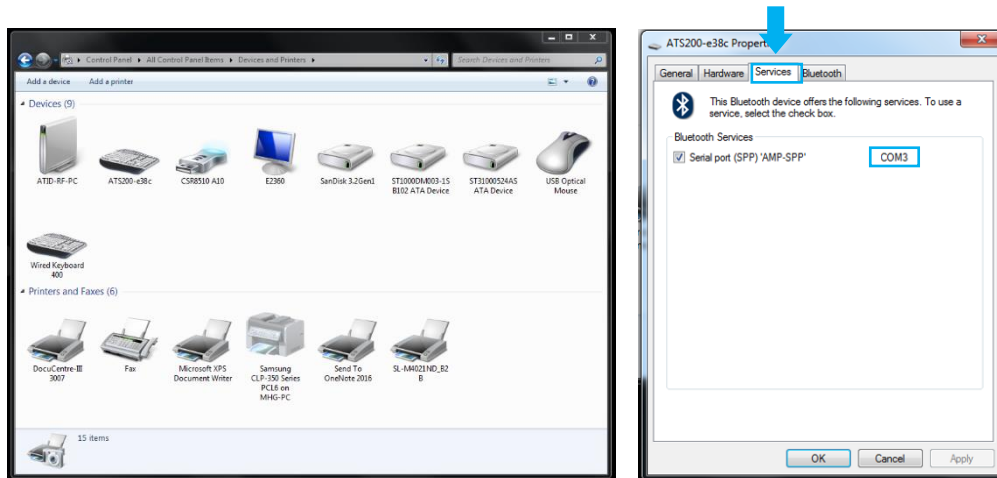 Control Panel ▸ All Control Panel Items ▸ Devices and Printers ▸
Search Devices and Printers
Add a device Add a printer
Devices (9)
ATID-RF-PC
ATS200-e38c
CSR8510 A10
E2360
SanDisk 3.2Gen1
ST1000DM003-1S
B102 ATA Device
ST31000524AS
ATA Device
USB Optical
Mouse
Wired Keyboard
400
Printers and Faxes (6)
DocuCentre-III
3007
Fax
Microsoft XPS
Document Writer
Samsung
CLP-350 Series
PCL6 on
MHG-PC
Send To
OneNote 2016
SL-M4021ND_B2
B
15 items
ATS200-e38c
General Hardware Services Bluetooth
This Bluetooth device offers the following services. To use a
service, select the check box.
Bluetooth Services
Serial port (SPP) 'AMP-SPP' COM3
OK Cancel Apply